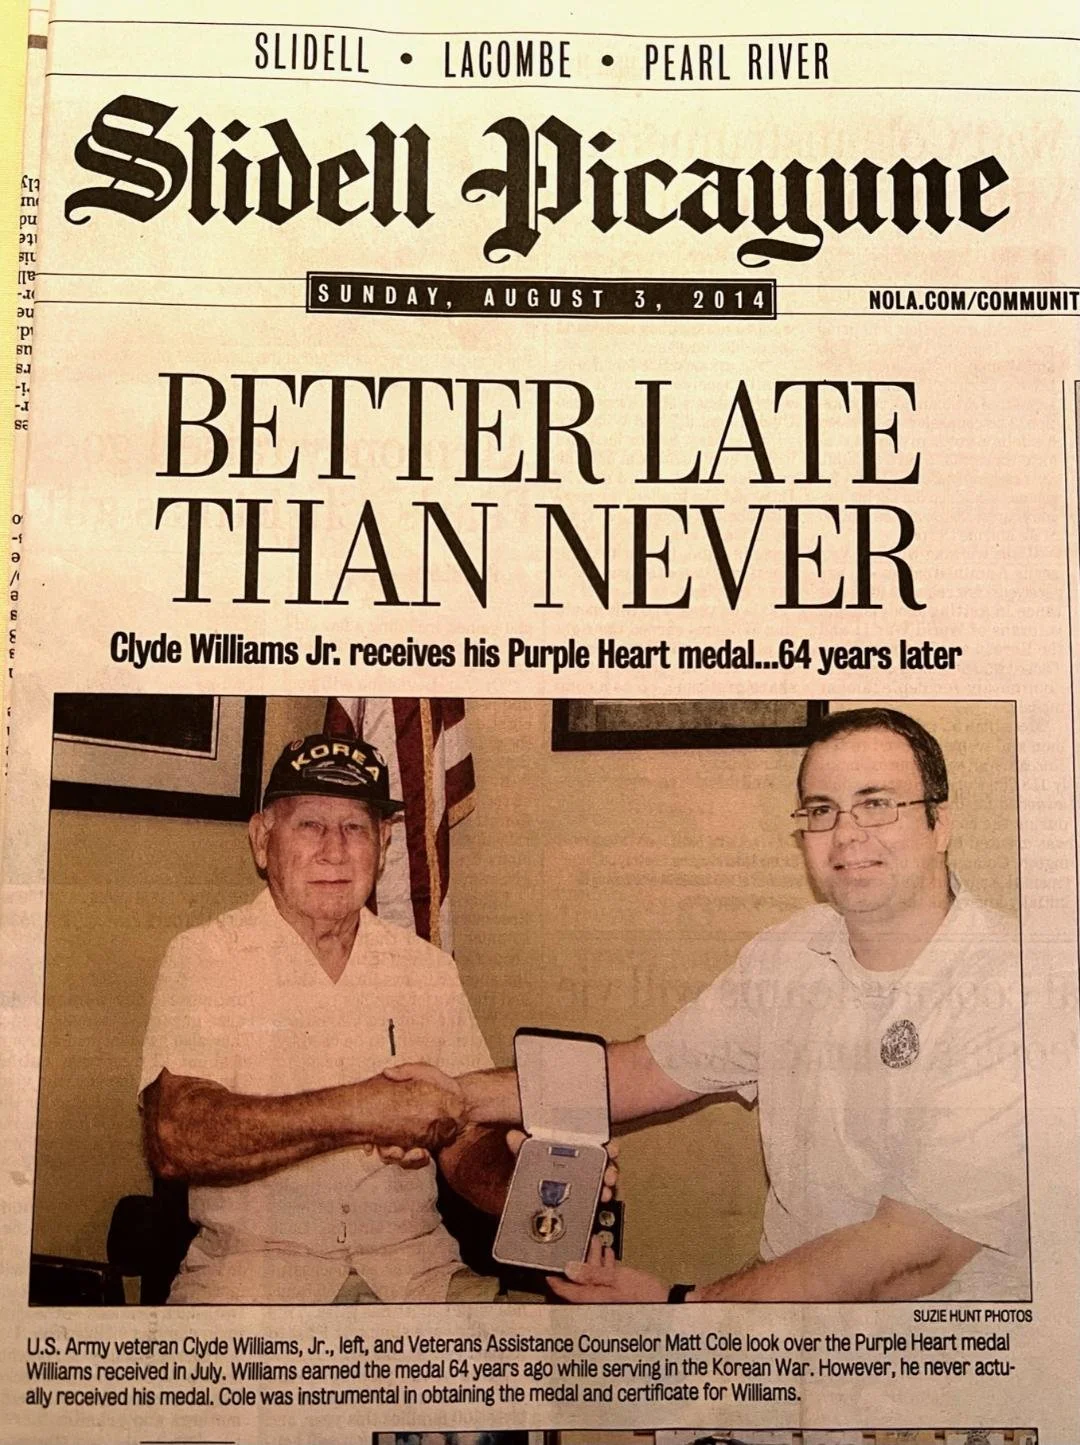 SLIDELL • LACOMBE • PEARL RIVER
Slidell Picayune
SUNDAY, AUGUST 3, 2014
NOLA.COM/COMMUNIT
BETTER LATE
THAN NEVER
Clyde Williams Jr. receives his Purple Heart medal...64 years later
KOREA
SUZIE HUNT PHOTOS
U.S. Army veteran Clyde Williams, Jr., left, and Veterans Assistance Counselor Matt Cole look over the Purple Heart medal
Williams received in July. Williams earned the medal 64 years ago while serving in the Korean War. However, he never actu-
ally received his medal. Cole was instrumental in obtaining the medal and certificate for Williams.